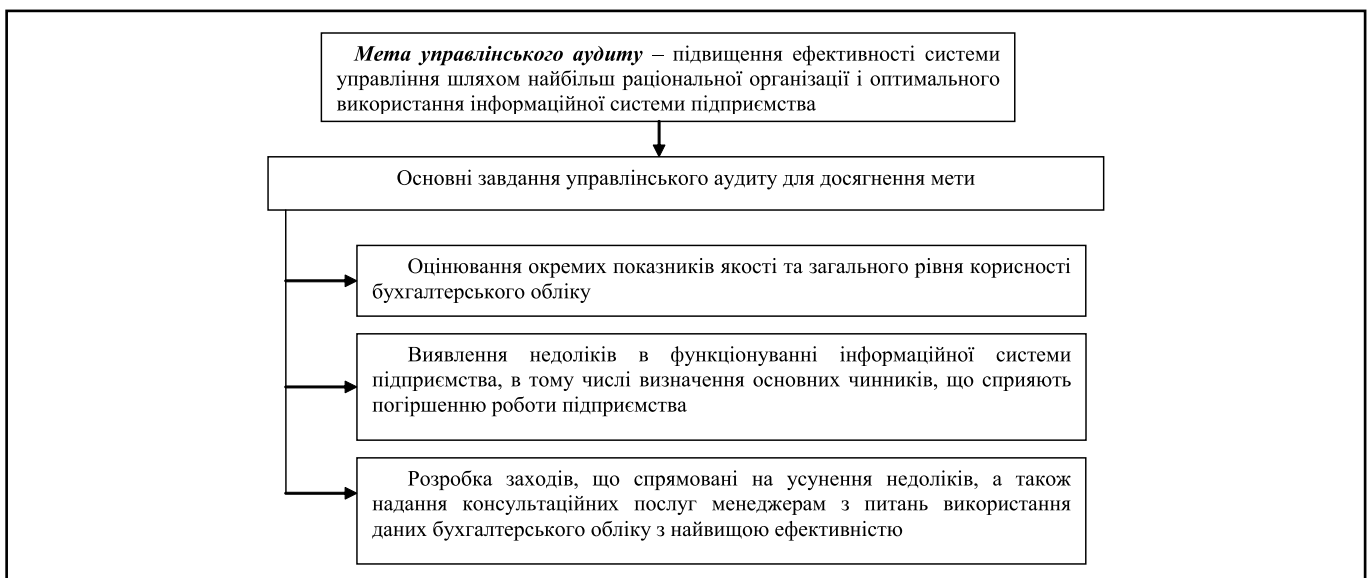 Мета управлінського аудиту – підвищення ефективності системи
управління шляхом найбільш раціональної організації і оптимального
використання інформаційної системи підприємства
Основні завдання управлінського аудиту для досягнення мети
Оцінювання окремих показників якості та загального рівня корисності
бухгалтерського обліку
Виявлення недоліків в функціонуванні інформаційної системи
підприємства, в тому числі визначення основних чинників, що сприяють
погіршенню роботи підприємства
Розробка заходів, що спрямовані на усунення недоліків, а також
надання консультаційних послуг менеджерам з питань використання
даних бухгалтерського обліку з найвищою ефективністю